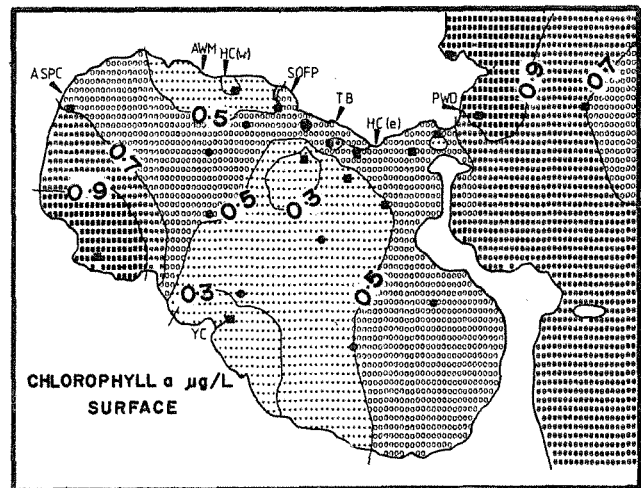 AWM HC(w)
ASPC SOFP
TB
HC(e)
PWD
0.9
0.7
0.5
0.7
0.9
0.5
0.3
0.3
0.5
YC
CHLOROPHYLL a µg/L
SURFACE